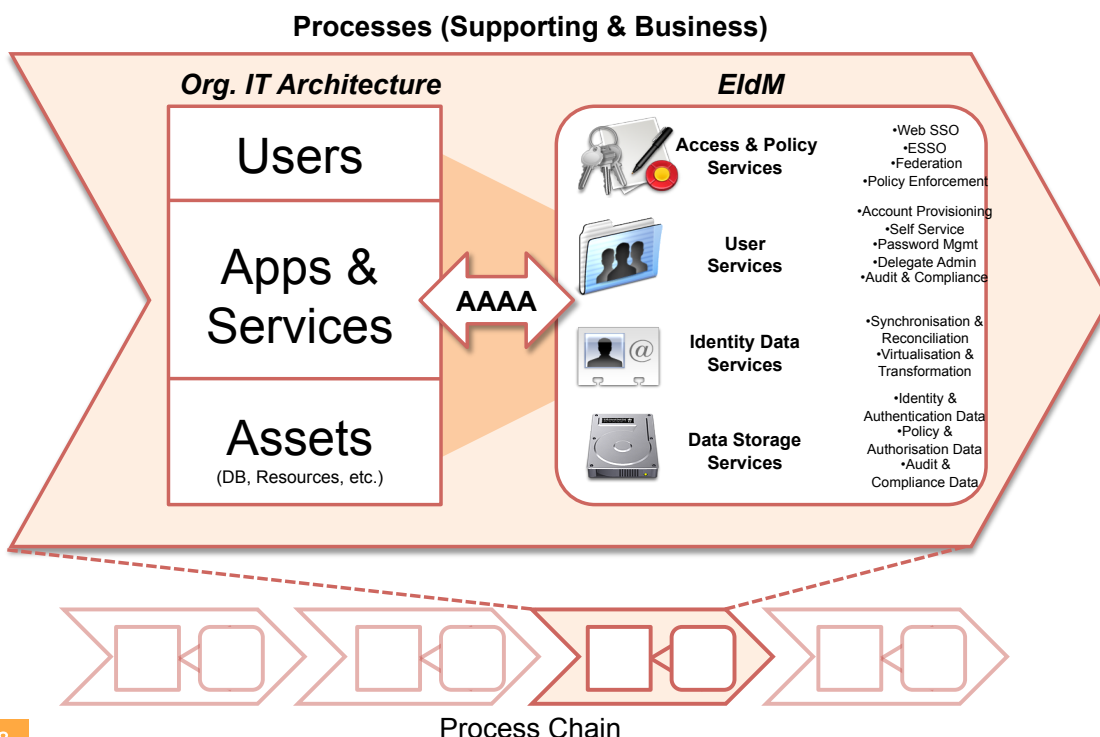 Processes (Supporting & Business)
Org. IT Architecture
Users
Apps &
Services
Assets
(DB, Resources, etc.)
AAAA
EIdM
Access & Policy
Services
•Web SSO
•ESSO
•Federation
•Policy Enforcement
User
Services
•Account Provisioning
•Self Service
•Password Mgmt
•Delegate Admin
•Audit & Compliance
@
Identity Data
Services
•Synchronisation &
Reconciliation
•Virtualisation &
Transformation
Data Storage
Services
•Identity &
Authentication Data
•Policy &
Authorisation Data
•Audit &
Compliance Data
Process Chain